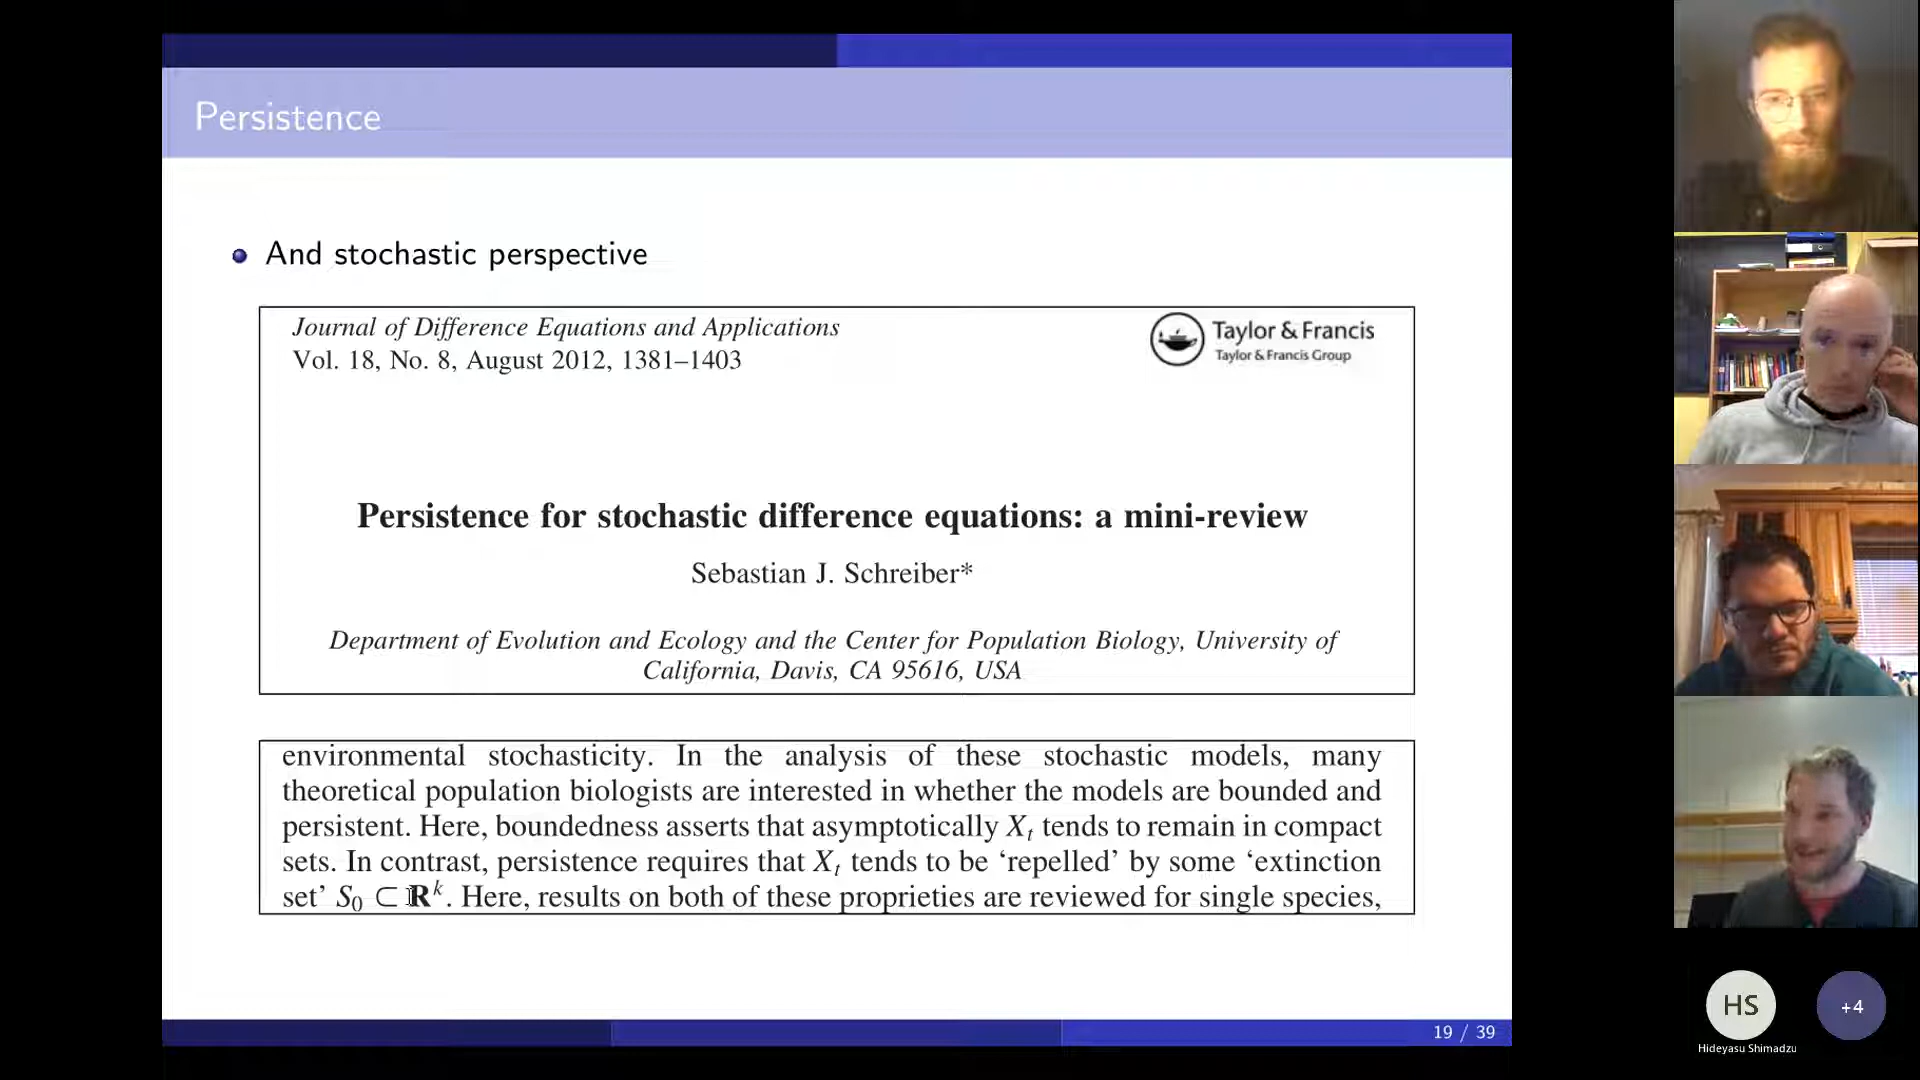 Persistence
And stochastic perspective
Journal of Difference Equations and Applications
Vol. 18, No. 8, August 2012, 1381–1403
Taylor & Francis
Taylor & Francis Group
Persistence for stochastic difference equations: a mini-review
Sebastian J. Schreiber*
Department of Evolution and Ecology and the Center for Population Biology, University of
California, Davis, CA 95616, USA
environmental stochasticity. In the analysis of these stochastic models, many
theoretical population biologists are interested in whether the models are bounded and
persistent. Here, boundedness asserts that asymptotically Xₜ tends to remain in compact
sets. In contrast, persistence requires that Xₜ tends to be ‘repelled’ by some ‘extinction
set’ S₀ ⊂ Rᵏ. Here, results on both of these proprieties are reviewed for single species,
19 / 39
HS
+4
Hideyasu Shimadzu